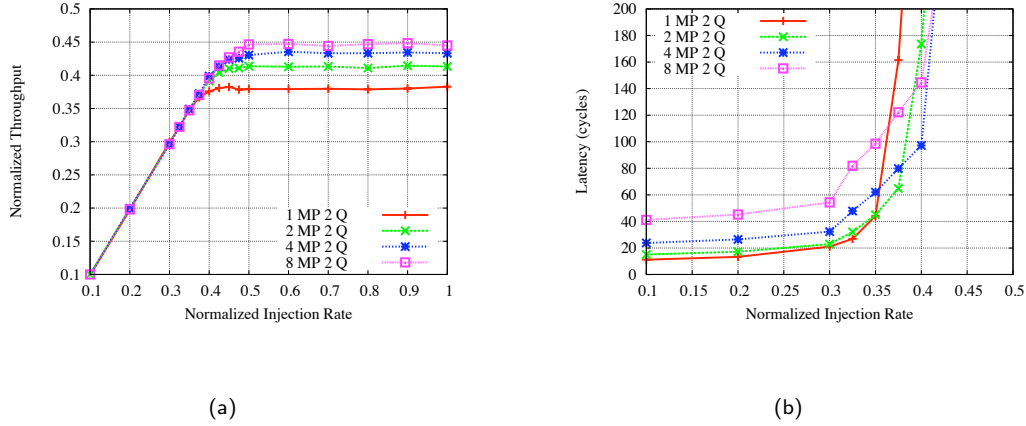 0.5
0.45
0.4
0.35
0.3
0.25
0.2
0.15
0.1
Normalized Throughput
1 MP 2 Q
2 MP 2 Q
4 MP 2 Q
8 MP 2 Q
0.1 0.2 0.3 0.4 0.5 0.6 0.7 0.8 0.9 1
Normalized Injection Rate
(a)
200
180
160
140
120
100
80
60
40
20
0
Latency (cycles)
1 MP 2 Q
2 MP 2 Q
4 MP 2 Q
8 MP 2 Q
0.1 0.2 0.3 0.35 0.4 0.45 0.5
Normalized Injection Rate
(b)